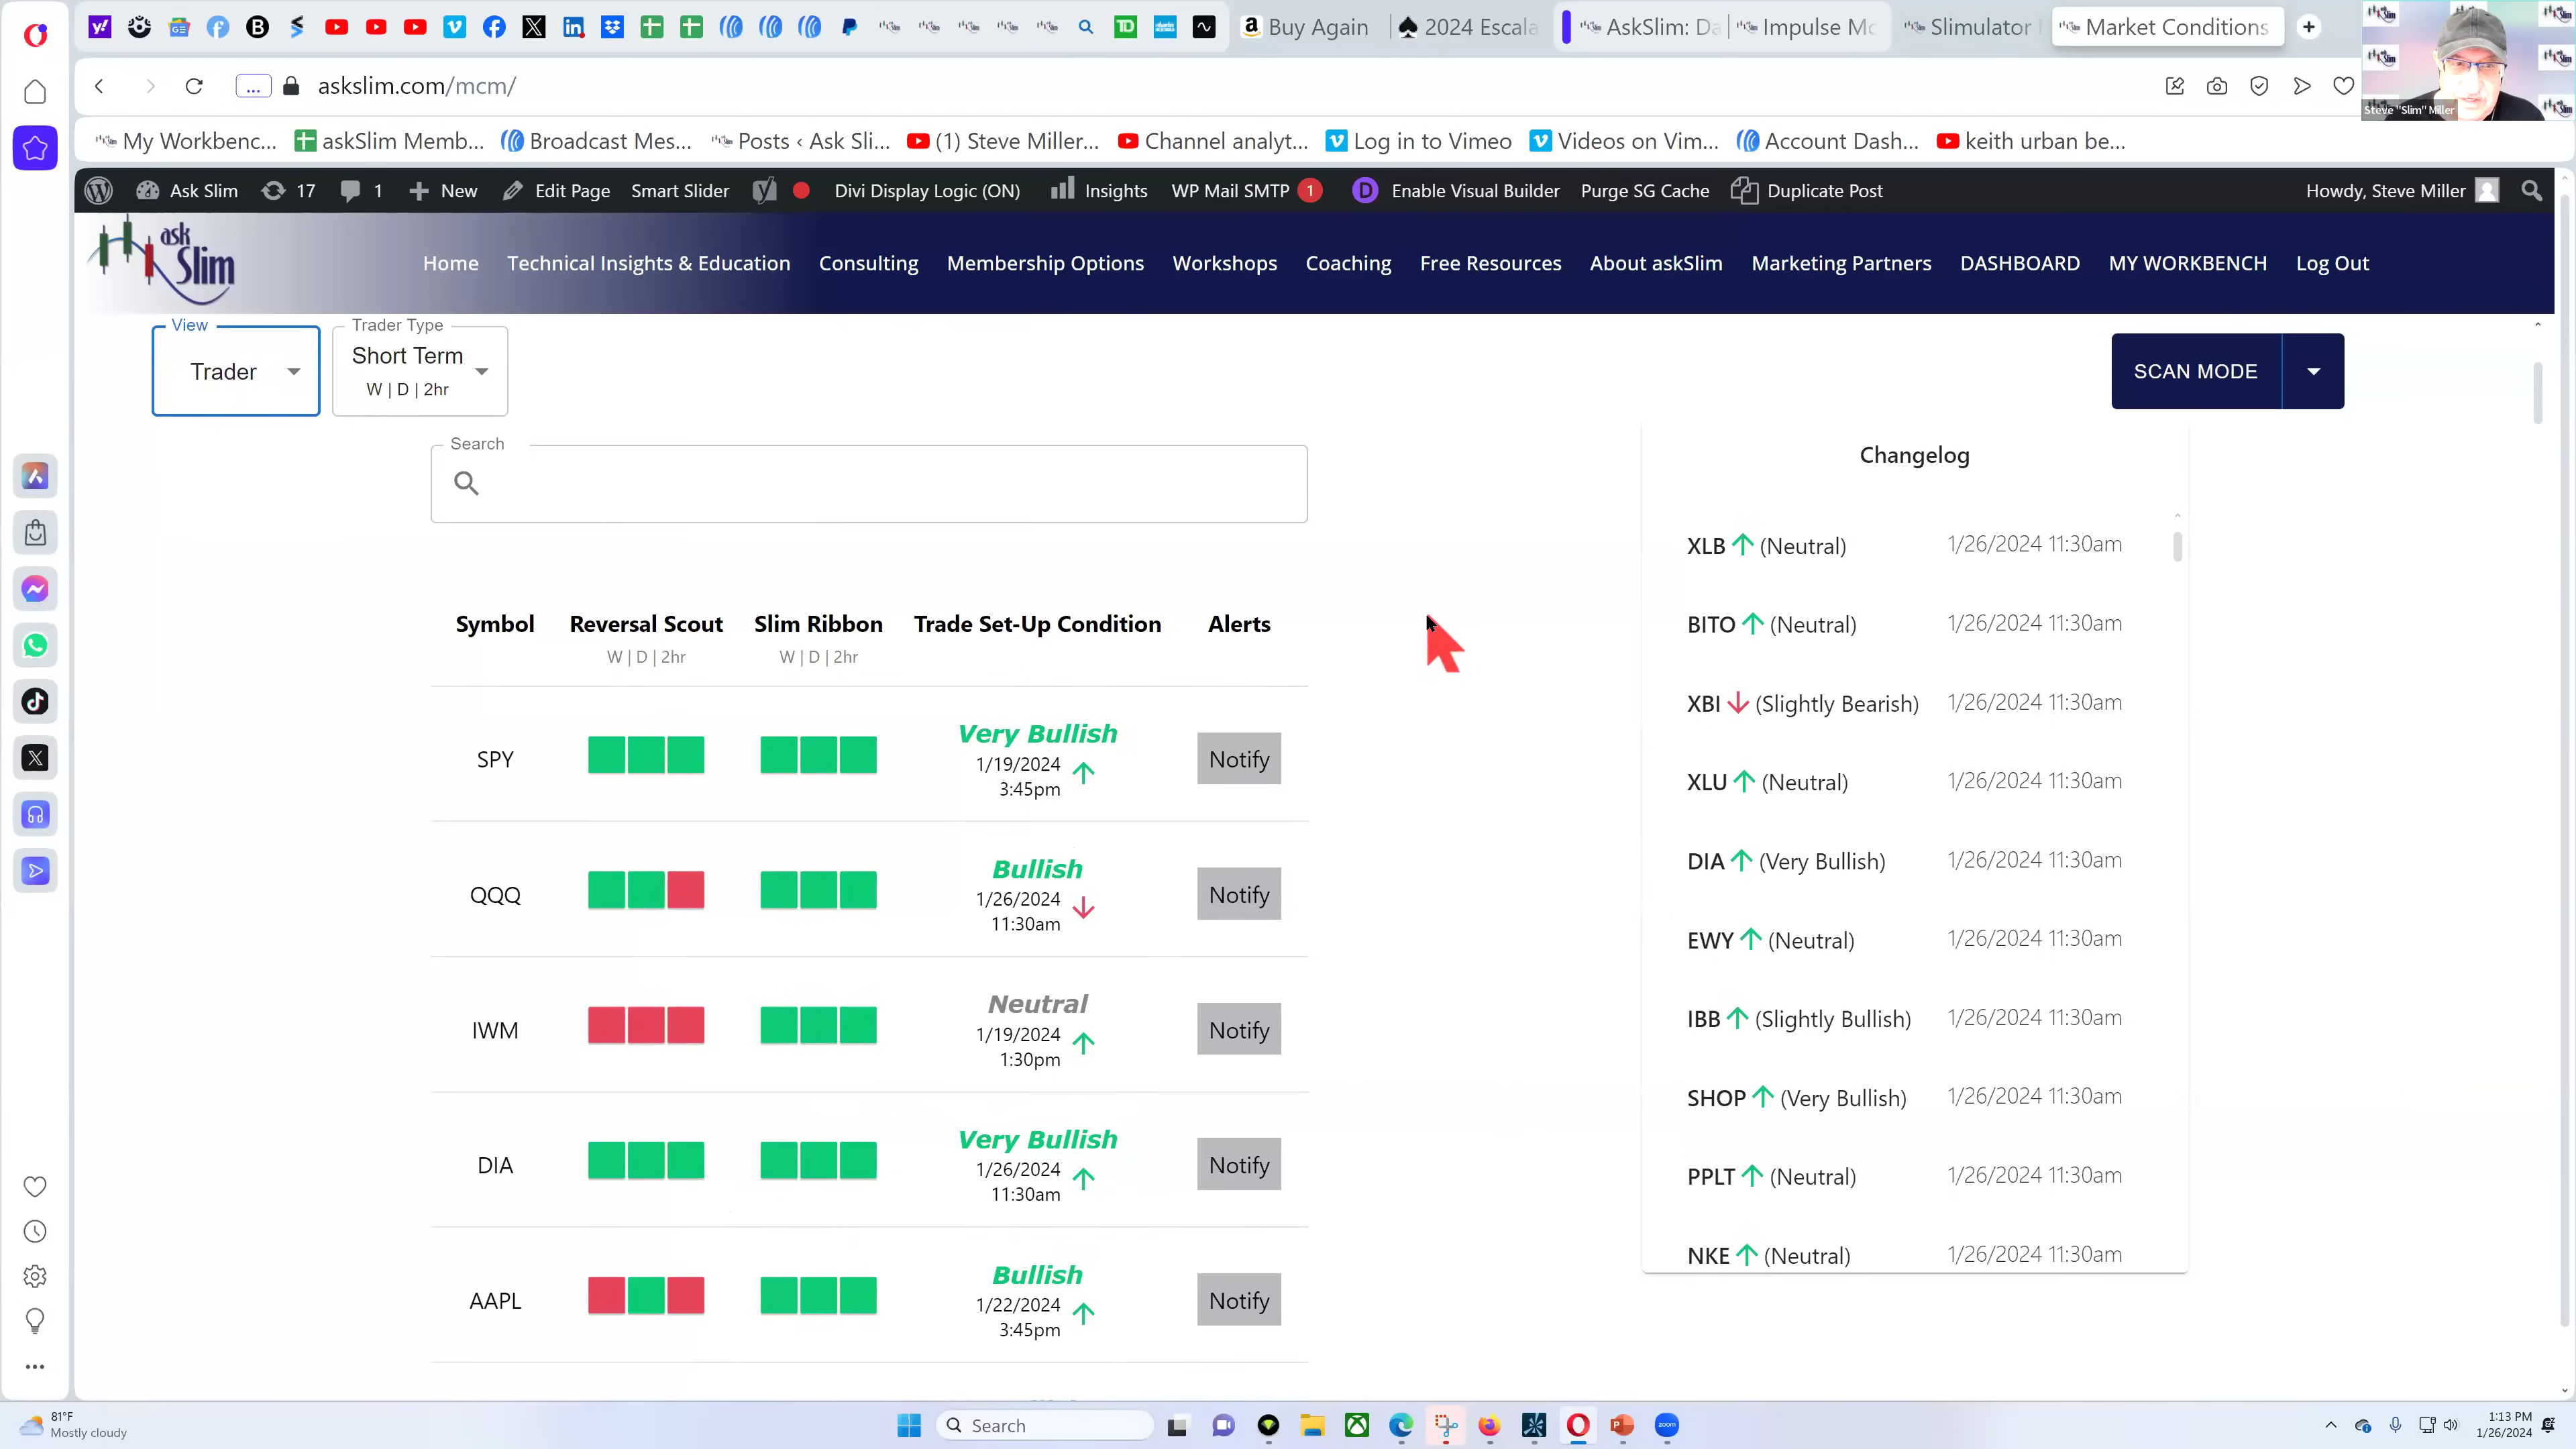 Buy Again
2024 Escala
AskSlim: Da
Impulse Mo
Slimulator
Market Conditions
askslim.com/mcm/
Steve "Slim" Miller
My Workbenc...
askSlim Memb...
Broadcast Mes...
Posts ‹ Ask Sli...
(1) Steve Miller...
Channel analyt...
Log in to Vimeo
Videos on Vim...
Account Dash...
keith urban be...
Ask Slim
17
1
New
Edit Page
Smart Slider
Divi Display Logic (ON)
Insights
WP Mail SMTP 1
Enable Visual Builder
Purge SG Cache
Duplicate Post
Howdy, Steve Miller
ask
Slim
Home
Technical Insights & Education
Consulting
Membership Options
Workshops
Coaching
Free Resources
About askSlim
Marketing Partners
DASHBOARD
MY WORKBENCH
Log Out
View
Trader
Trader Type
Short Term
W | D | 2hr
SCAN MODE
Search
Symbol Reversal Scout Slim Ribbon Trade Set-Up Condition Alerts
W | D | 2hr W | D | 2hr
SPY
Very Bullish
1/19/2024
3:45pm
Notify
QQQ
Bullish
1/26/2024
11:30am
Notify
IWM
Neutral
1/19/2024
1:30pm
Notify
DIA
Very Bullish
1/26/2024
11:30am
Notify
AAPL
Bullish
1/22/2024
3:45pm
Notify
Changelog
XLB ↑ (Neutral) 1/26/2024 11:30am
BITO ↑ (Neutral) 1/26/2024 11:30am
XBI ↓ (Slightly Bearish) 1/26/2024 11:30am
XLU ↑ (Neutral) 1/26/2024 11:30am
DIA ↑ (Very Bullish) 1/26/2024 11:30am
EWY ↑ (Neutral) 1/26/2024 11:30am
IBB ↑ (Slightly Bullish) 1/26/2024 11:30am
SHOP ↑ (Very Bullish) 1/26/2024 11:30am
PPLT ↑ (Neutral) 1/26/2024 11:30am
NKE ↑ (Neutral) 1/26/2024 11:30am
81°F
Mostly cloudy
Search
zoom
1:13 PM
1/26/2024